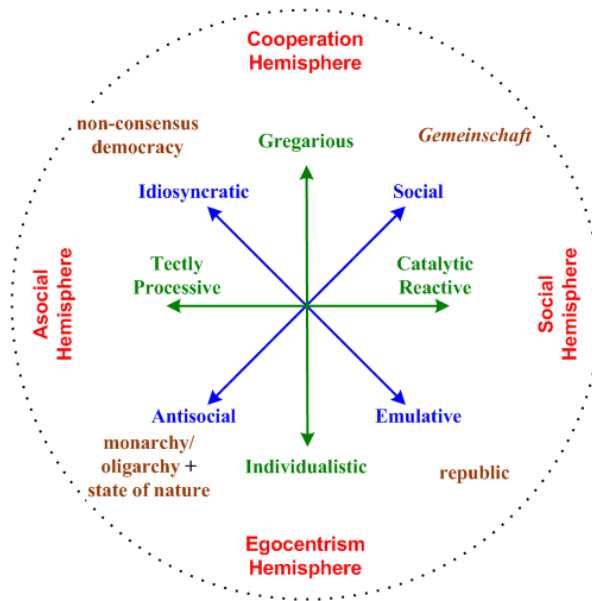 Cooperation
Hemisphere
non-consensus
democracy
Gemeinschaft
Gregarious
Idiosyncratic
Social
Tectly
Processive
Catalytic
Reactive
Asocial
Hemisphere
Social
Hemisphere
Antisocial
Emulative
monarchy/
oligarchy +
state of nature
Individualistic
republic
Egocentrism
Hemisphere